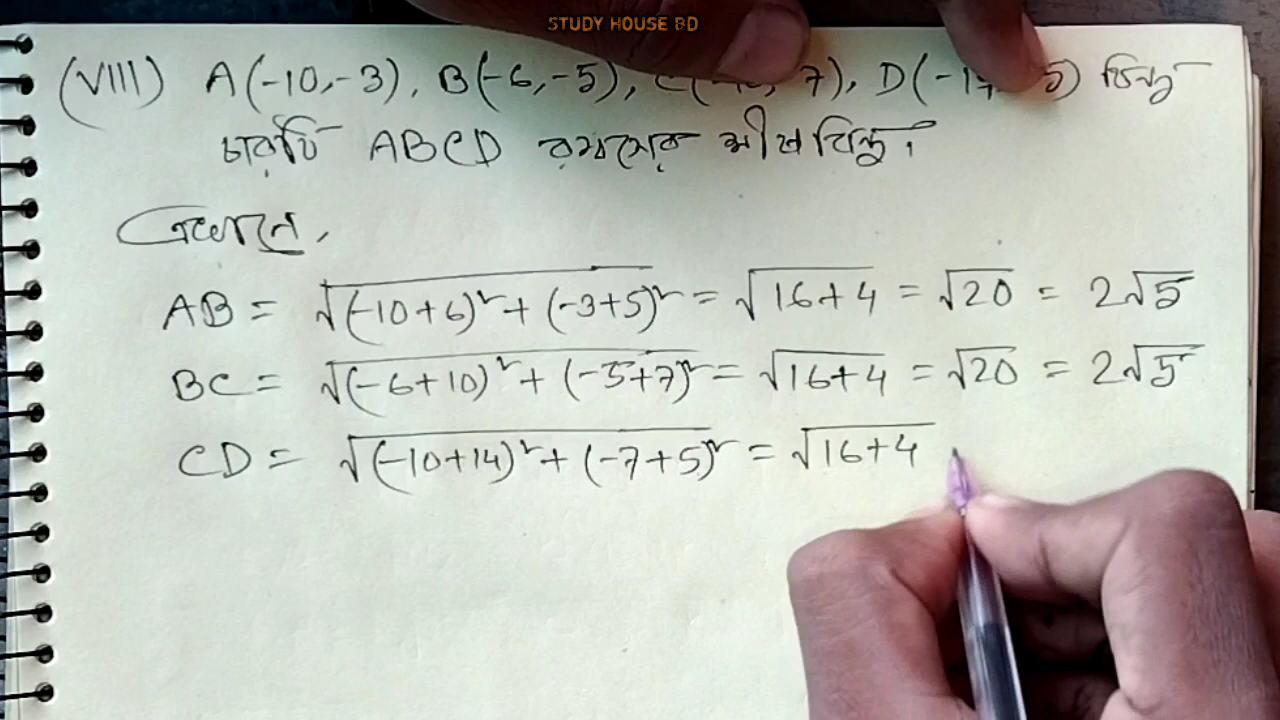 STUDY HOUSE BD
(VIII) A(-10,-3), B(-6,-5), 7), D( 5) বিন্দু
চারটি ABCD রম্বসের শীর্ষবিন্দু।
এখানে,
AB = √(-10+6)² + (-3+5)² = √16+4 = √20 = 2√5
BC = √(-6+10)² + (-5+7)² = √16+4 = √20 = 2√5
CD = √(-10+14)² + (-7+5)² = √16+4